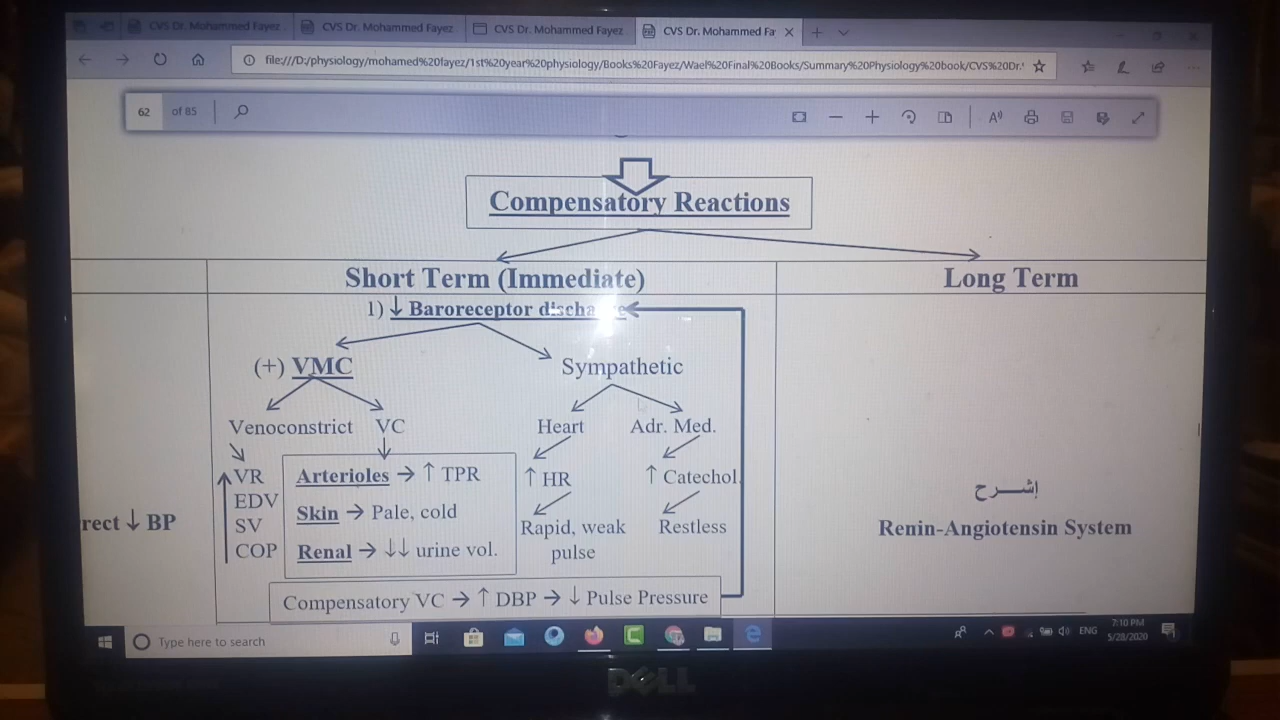 CVS Dr. Mohammed Fayez
CVS Dr. Mohammed Fayez
CVS Dr. Mohammed Fayez
CVS Dr. Mohammed Fa
file:///D:/physiology/mohamed%20fayez/1st%20year%20physiology/Books%20Fayez/Wael%20Final%20Books/Summary%20Physiology%20book/CVS%20Dr.
62 of 85
Compensatory Reactions
Short Term (Immediate)
Long Term
1) ↓ Baroreceptor discha
(+) VMC
Sympathetic
Venoconstrict VC
Heart Adr. Med.
VR
EDV
SV
COP
Arterioles → ↑ TPR
Skin → Pale, cold
Renal → ↓↓ urine vol.
↑ HR
↑ Catechol.
Rapid, weak
pulse
Restless
rect ↓ BP
إشـــرح
Renin-Angiotensin System
Compensatory VC → ↑ DBP → ↓ Pulse Pressure
Type here to search
ENG
7:10 PM
5/28/2020
DELL